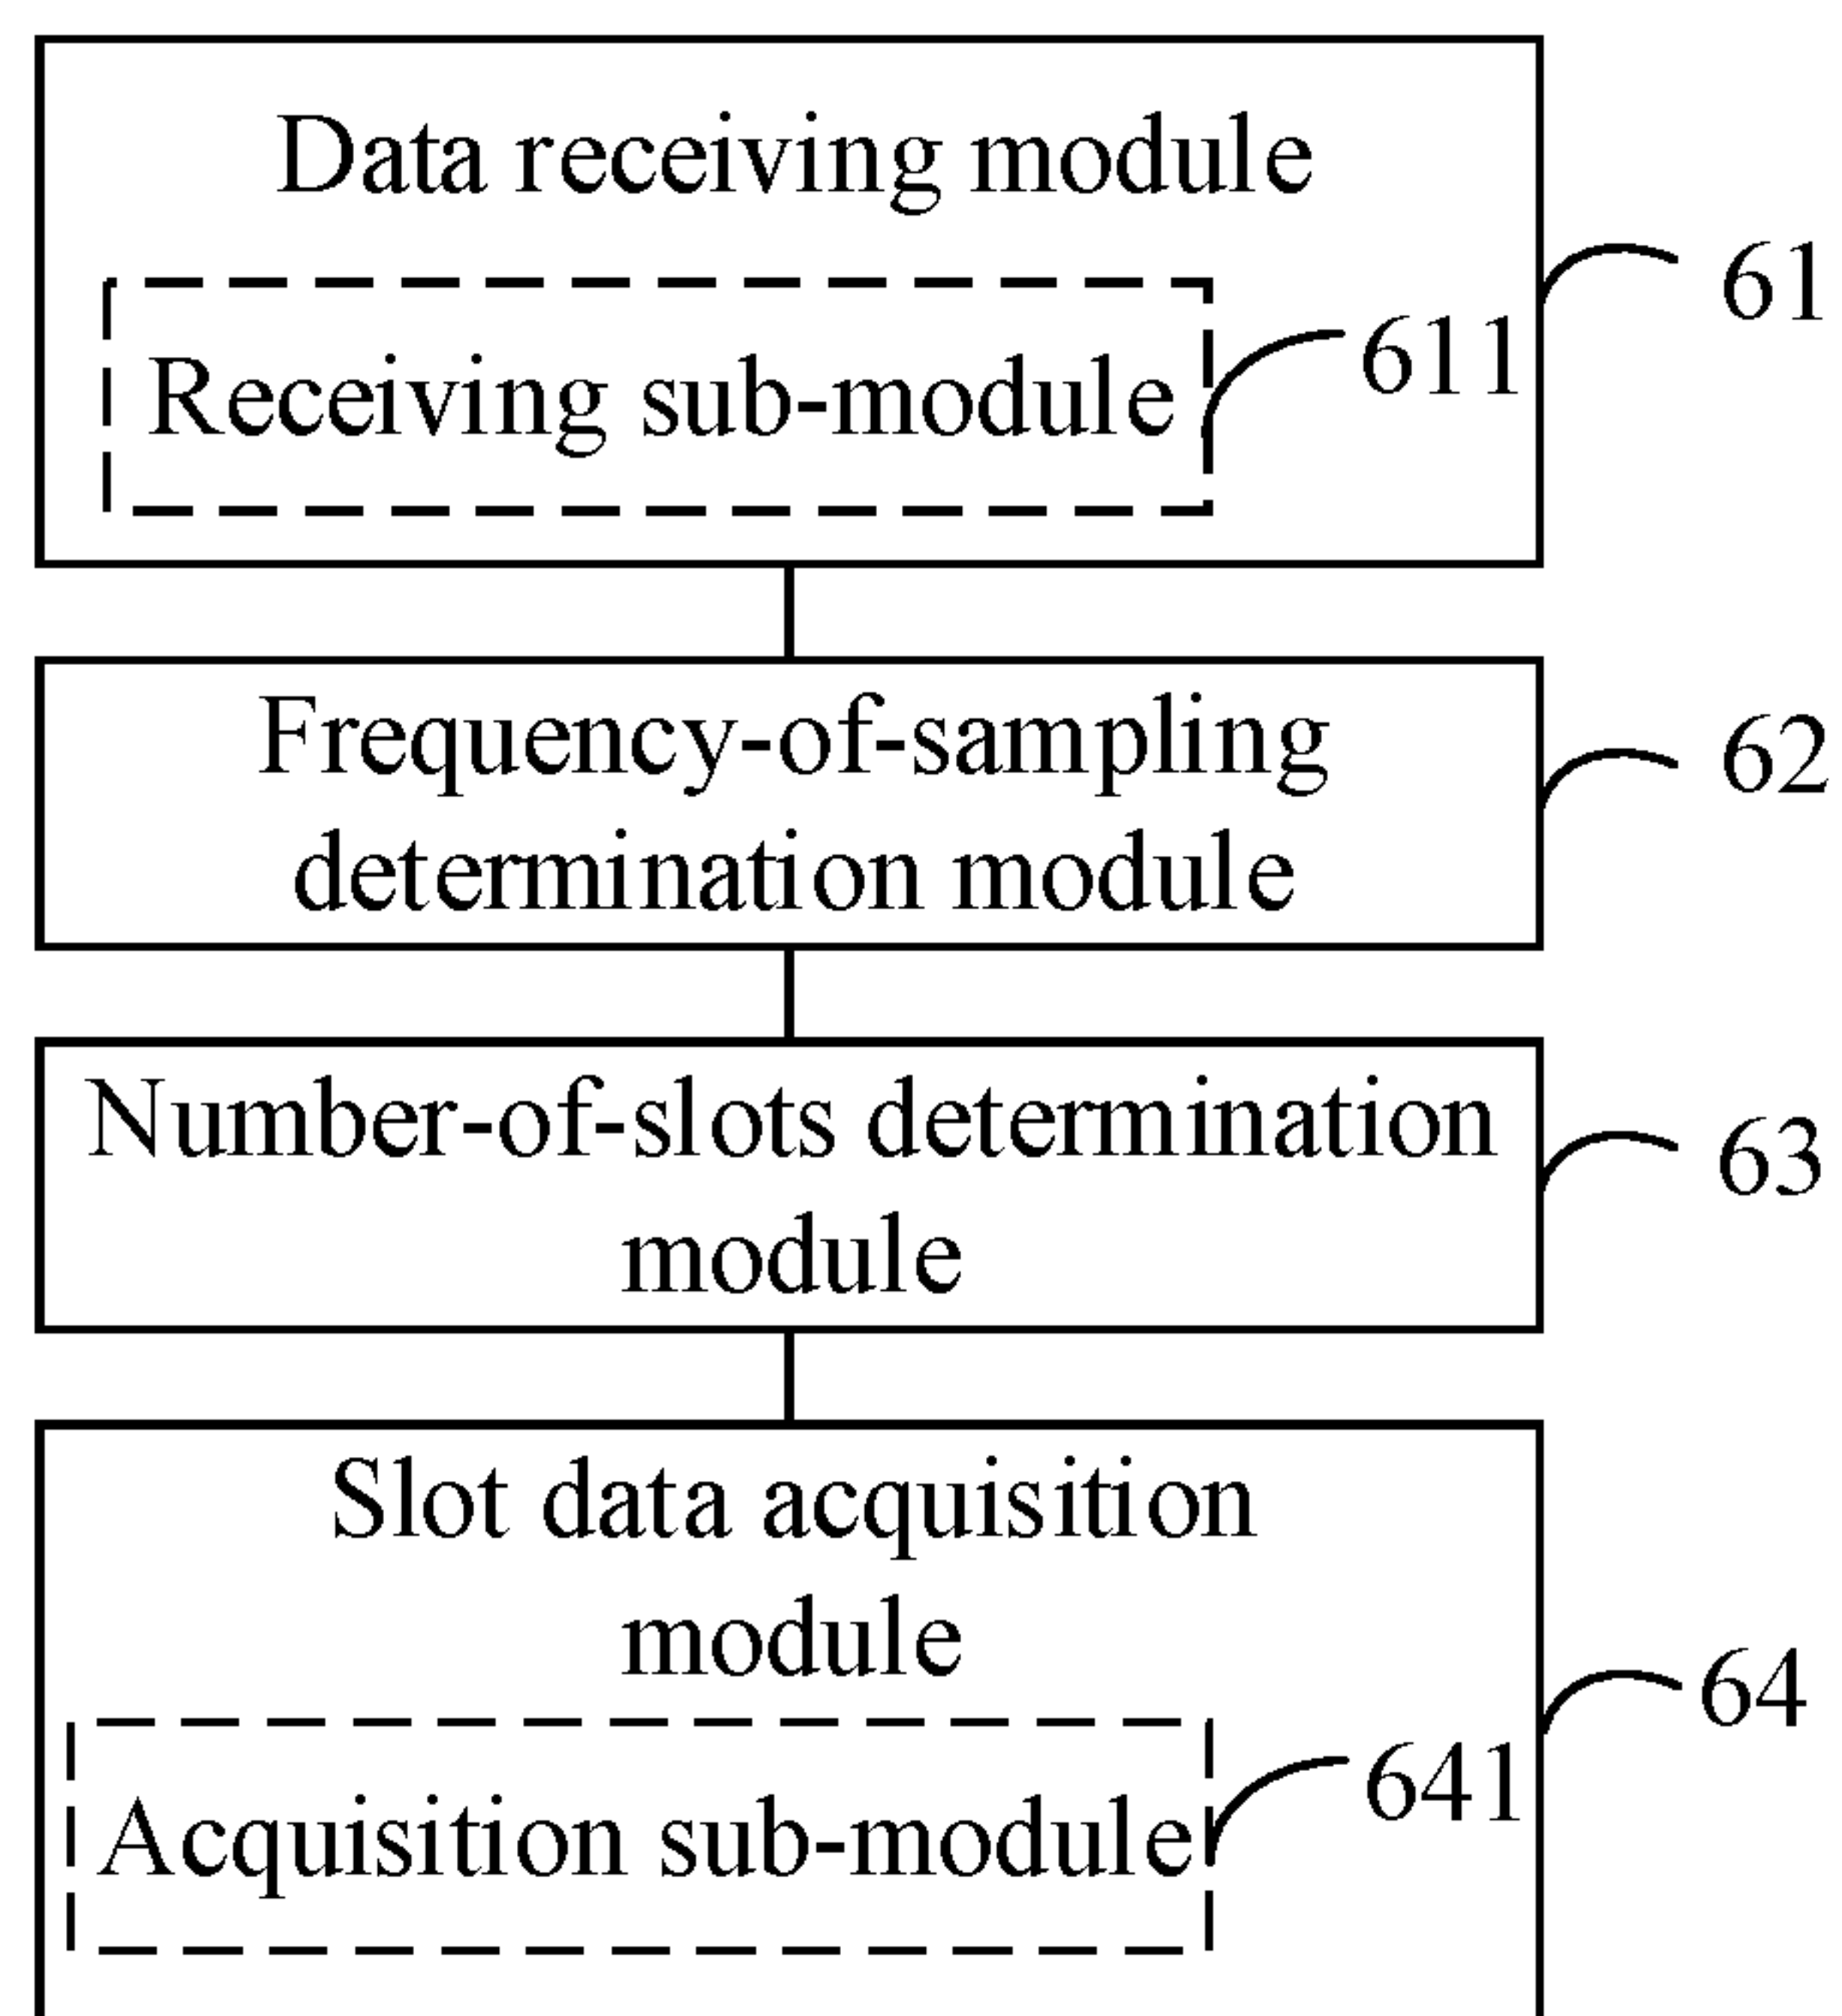 Data receiving module
61
Receiving sub-module
611
Frequency-of-sampling
determination module
62
Number-of-slots determination
module
63
Slot data acquisition
module
64
Acquisition sub-module
641